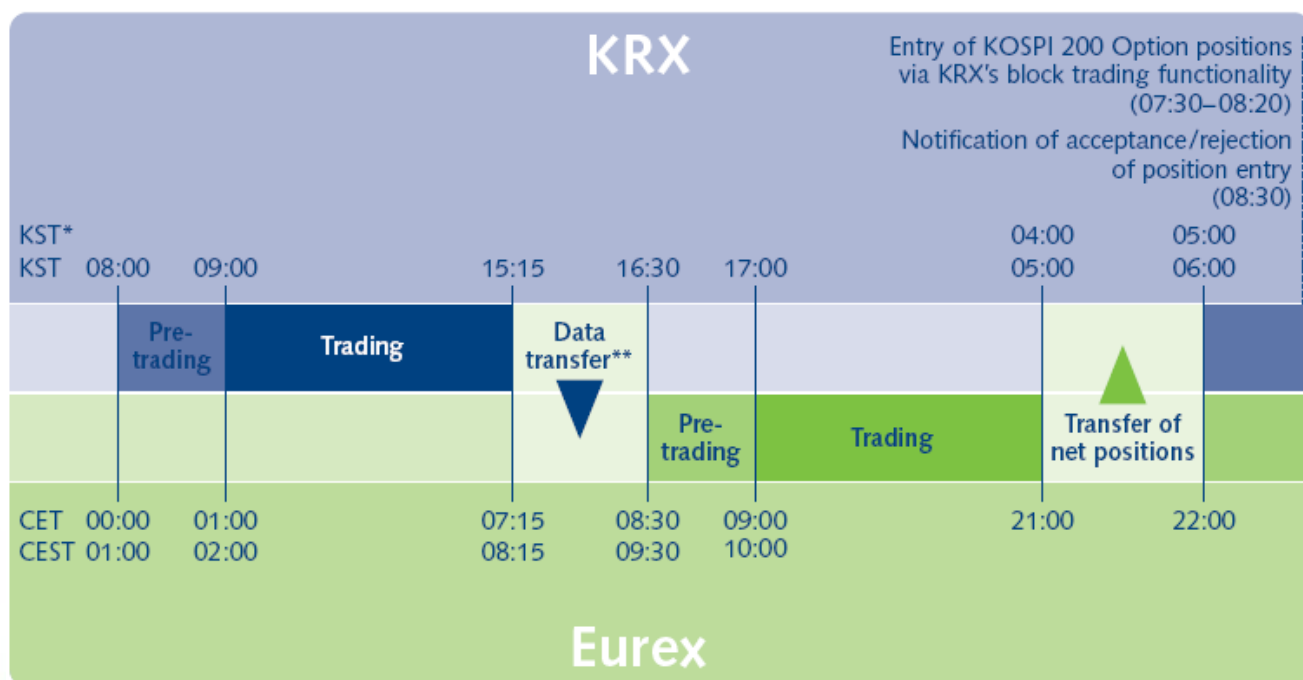 KRX
Entry of KOSPI 200 Option positions
via KRX's block trading functionality
(07:30–08:20)
Notification of acceptance/rejection
of position entry
(08:30)
KST* 04:00 05:00
KST 08:00 09:00 15:15 16:30 17:00 05:00 06:00
Pre-
trading
Trading
Data
transfer**
Pre-
trading
Trading
Transfer of
net positions
CET 00:00 01:00 07:15 08:30 09:00 21:00 22:00
CEST 01:00 02:00 08:15 09:30 10:00
Eurex